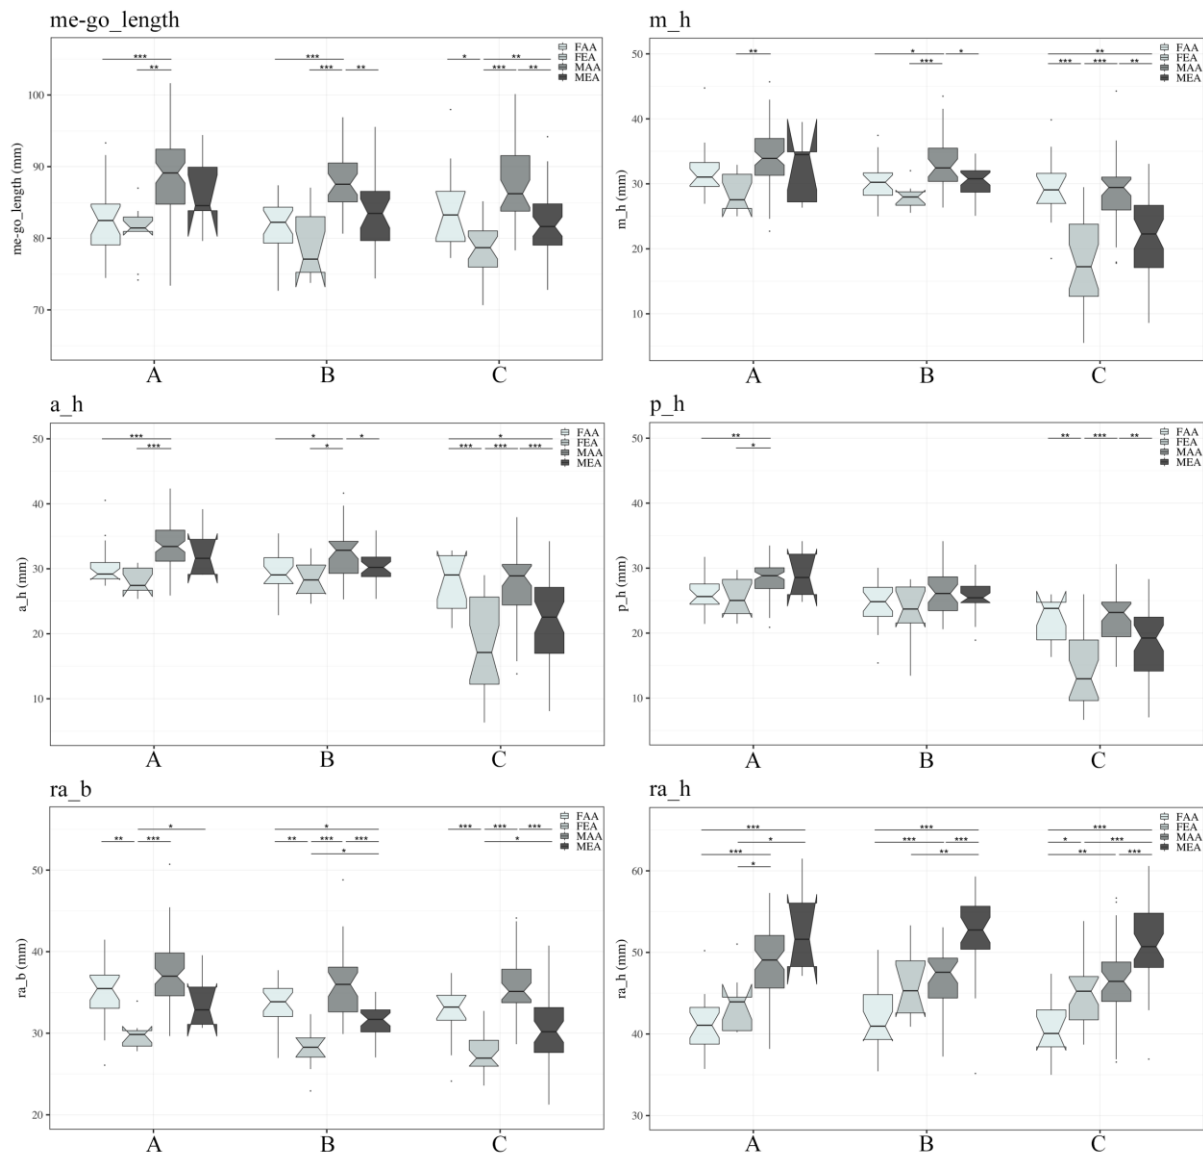 me-go_length
FAA
FEA
MAA
MEA
*** *** * **
** *** ** *** **
me-go_length (mm)
100
90
80
70
A B C
m_h
FAA
FEA
MAA
MEA
** * * **
*** *** *** **
m_h (mm)
50
40
30
20
10
A B C
a_h
FAA
FEA
MAA
MEA
*** * * *
*** * *** *** ***
a_h (mm)
50
40
30
20
10
A B C
p_h
FAA
FEA
MAA
MEA
** ** *** **
*
p_h (mm)
50
40
30
20
10
A B C
ra_b
FAA
FEA
MAA
MEA
* * *** *** ***
** *** ** *** *** *
*
ra_b (mm)
50
40
30
20
A B C
ra_h
FAA
FEA
MAA
MEA
*** *** ***
* *** *** * ***
*** ** ** ***
*
ra_h (mm)
60
50
40
30
A B C